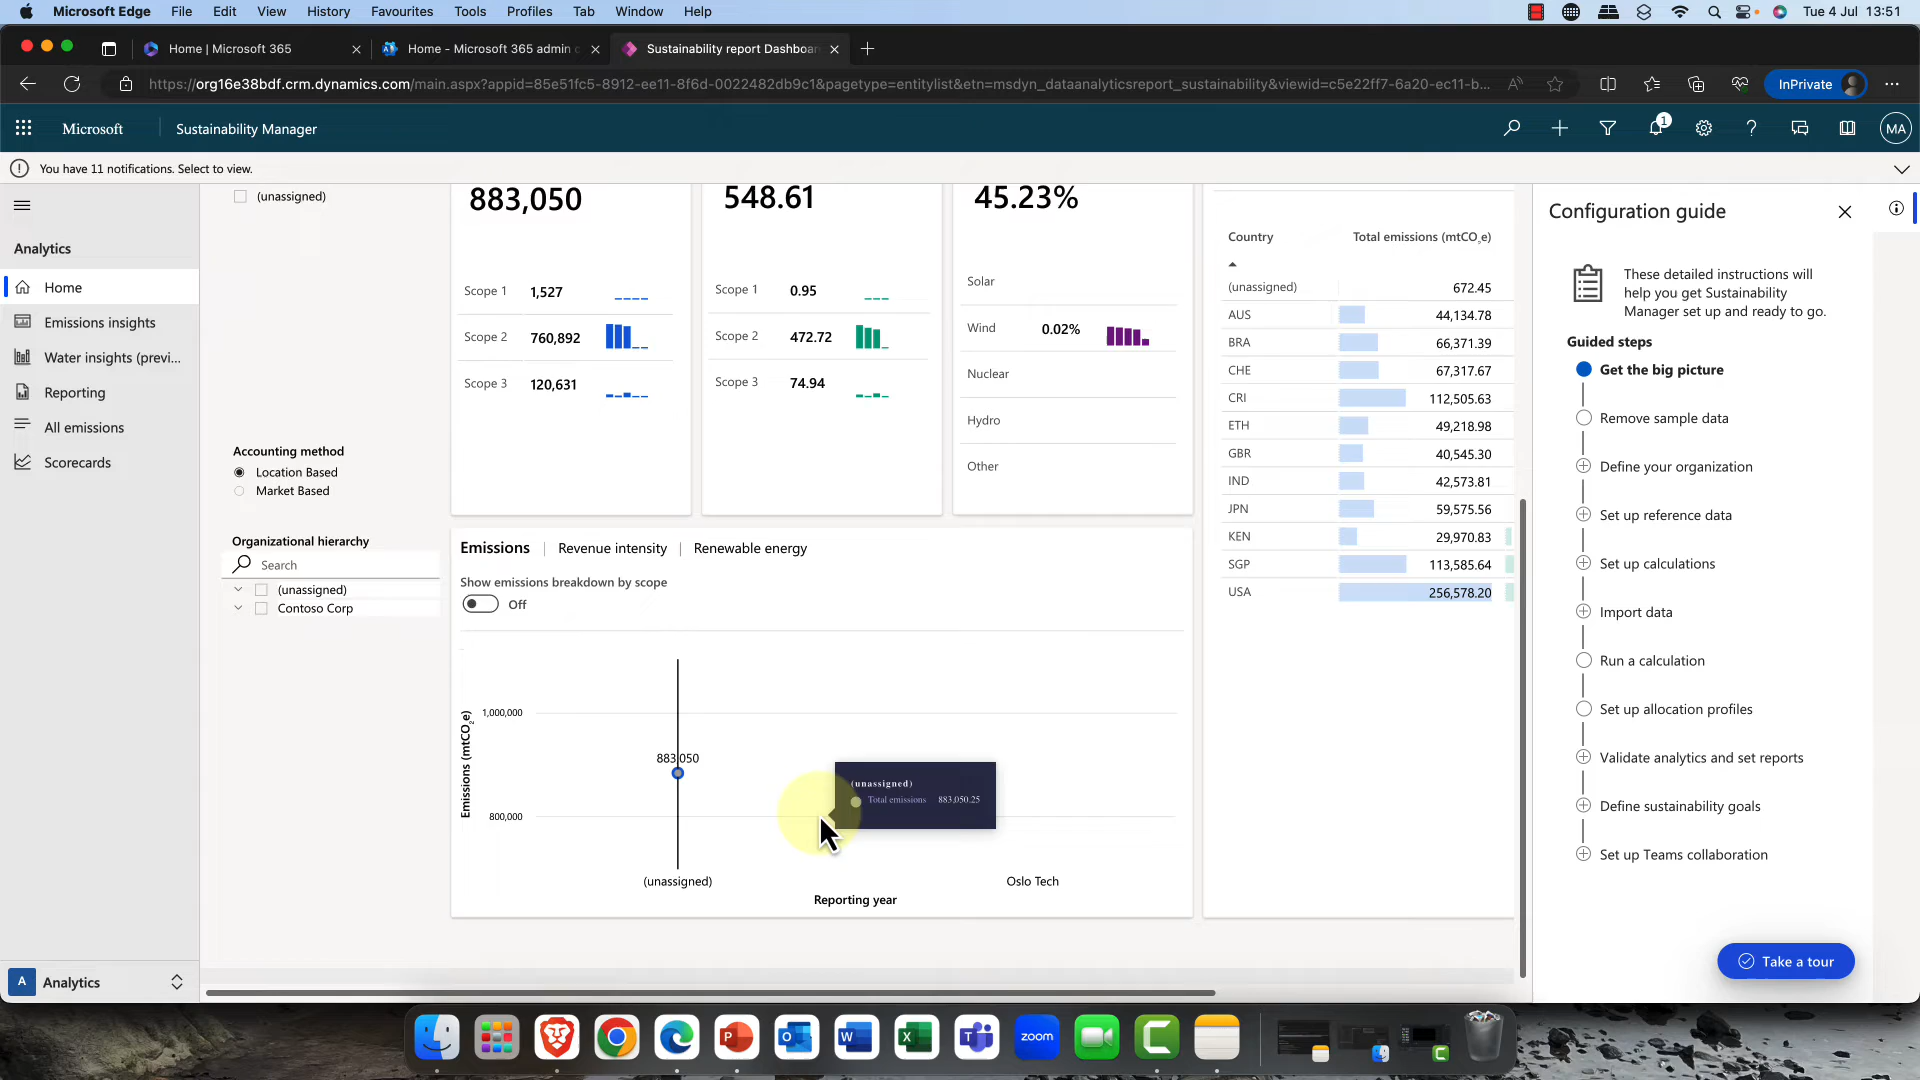 Microsoft Edge File Edit View History Favourites Tools Profiles Tab Window Help Tue 4 Jul 13:51
Home | Microsoft 365
Home - Microsoft 365 admin
Sustainability report Dashboar
https://org16e38bdf.crm.dynamics.com/main.aspx?appid=85e51fc5-8912-ee11-8f6d-0022482db9c1&pagetype=entitylist&etn=msdyn_dataanalyticsreport_sustainability&viewid=c5e22ff7-6a20-ec11-b...
InPrivate
Microsoft Sustainability Manager
1
MA
You have 11 notifications. Select to view.
Analytics
Home
Emissions insights
Water insights (previ...
Reporting
All emissions
Scorecards
A Analytics
(unassigned)
Accounting method
Location Based
Market Based
Organizational hierarchy
Search
(unassigned)
Contoso Corp
883,050
Scope 1 1,527
Scope 2 760,892
Scope 3 120,631
548.61
Scope 1 0.95
Scope 2 472.72
Scope 3 74.94
45.23%
Solar
Wind 0.02%
Nuclear
Hydro
Other
Country Total emissions (mtCO₂e)
(unassigned) 672.45
AUS 44,134.78
BRA 66,371.39
CHE 67,317.67
CRI 112,505.63
ETH 49,218.98
GBR 40,545.30
IND 42,573.81
JPN 59,575.56
KEN 29,970.83
SGP 113,585.64
USA 256,578.20
Emissions | Revenue intensity | Renewable energy
Show emissions breakdown by scope
Off
Emissions (mtCO₂e)
1,000,000
883,050
800,000
(unassigned)
Total emissions 883,050.25
(unassigned) Oslo Tech
Reporting year
Configuration guide
These detailed instructions will
help you get Sustainability
Manager set up and ready to go.
Guided steps
Get the big picture
Remove sample data
Define your organization
Set up reference data
Set up calculations
Import data
Run a calculation
Set up allocation profiles
Validate analytics and set reports
Define sustainability goals
Set up Teams collaboration
Take a tour
zoom